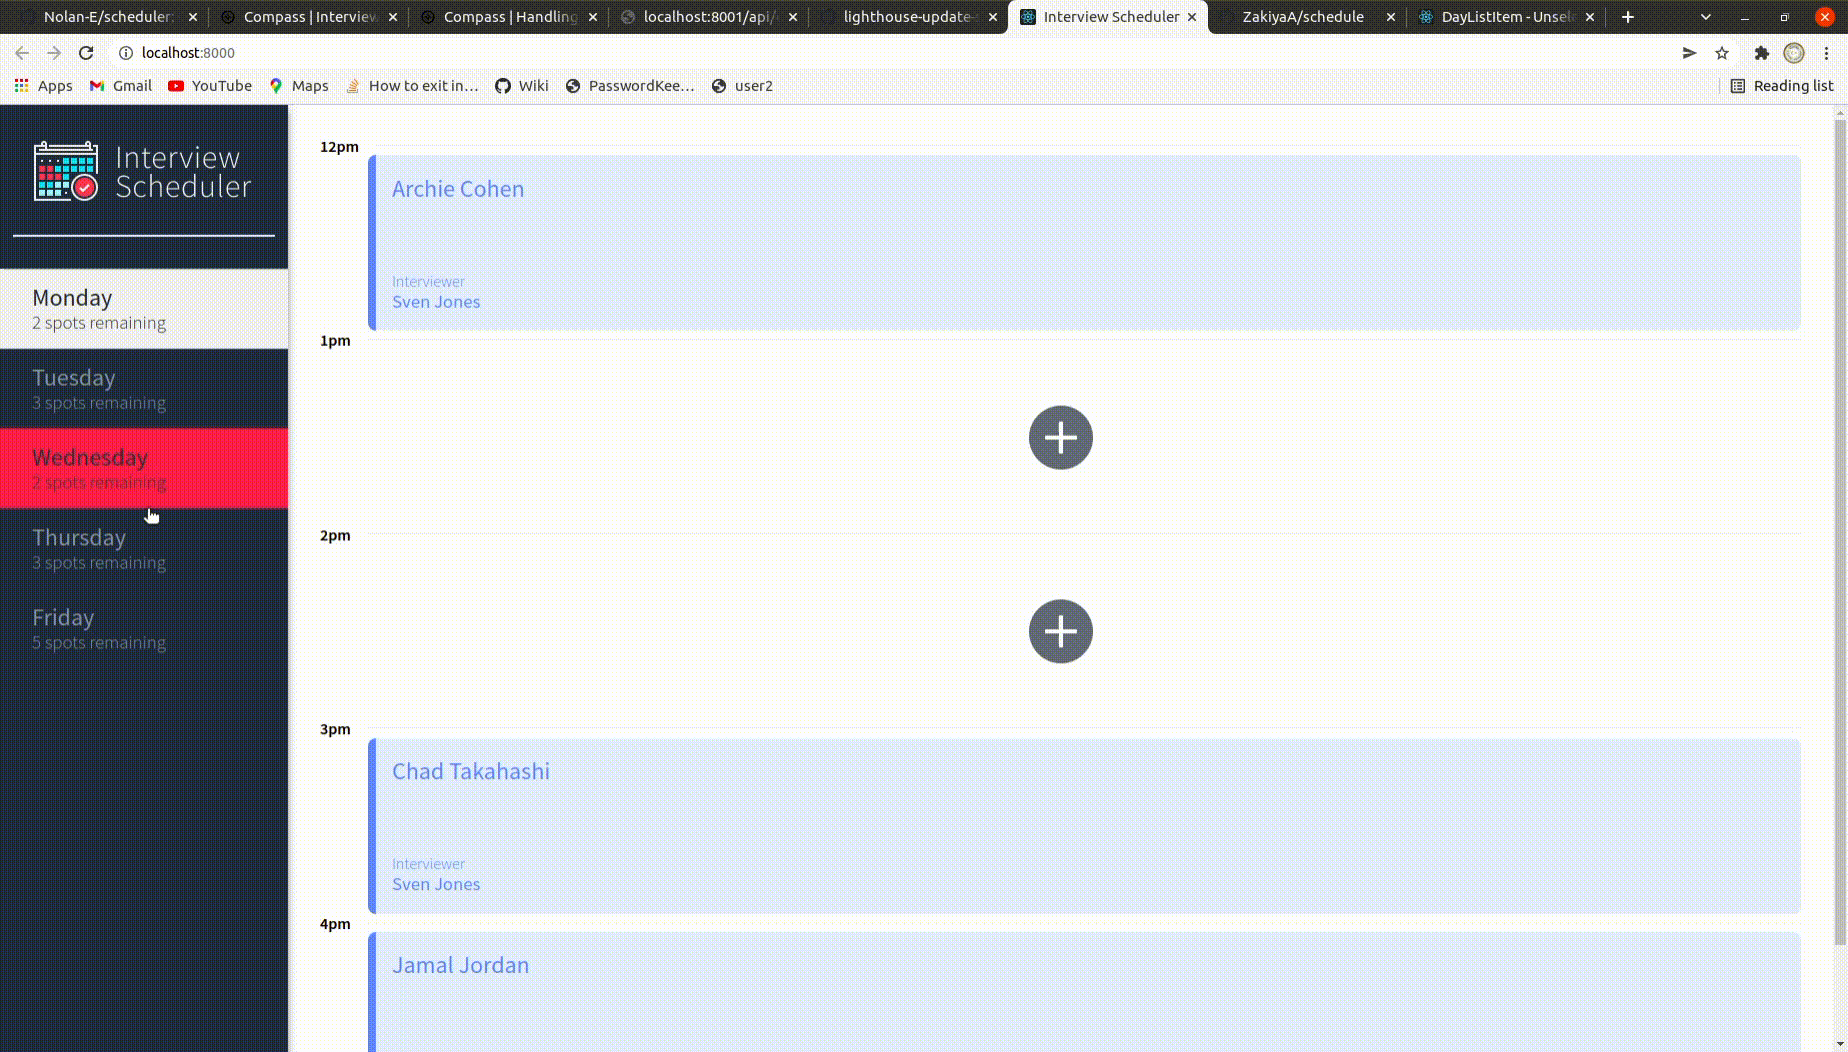 Nolan-E/scheduler:
Compass | Interview
Compass | Handling
localhost:8001/api/
lighthouse-update-
Interview Scheduler
ZakiyaA/schedule
DayListItem - Unsel
localhost:8000
Apps
Gmail
YouTube
Maps
How to exit in...
Wiki
PasswordKee...
user2
Reading list
Interview
Scheduler
Monday
2 spots remaining
Tuesday
3 spots remaining
Wednesday
2 spots remaining
Thursday
3 spots remaining
Friday
5 spots remaining
12pm
Archie Cohen
Interviewer
Sven Jones
1pm
2pm
3pm
Chad Takahashi
Interviewer
Sven Jones
4pm
Jamal Jordan